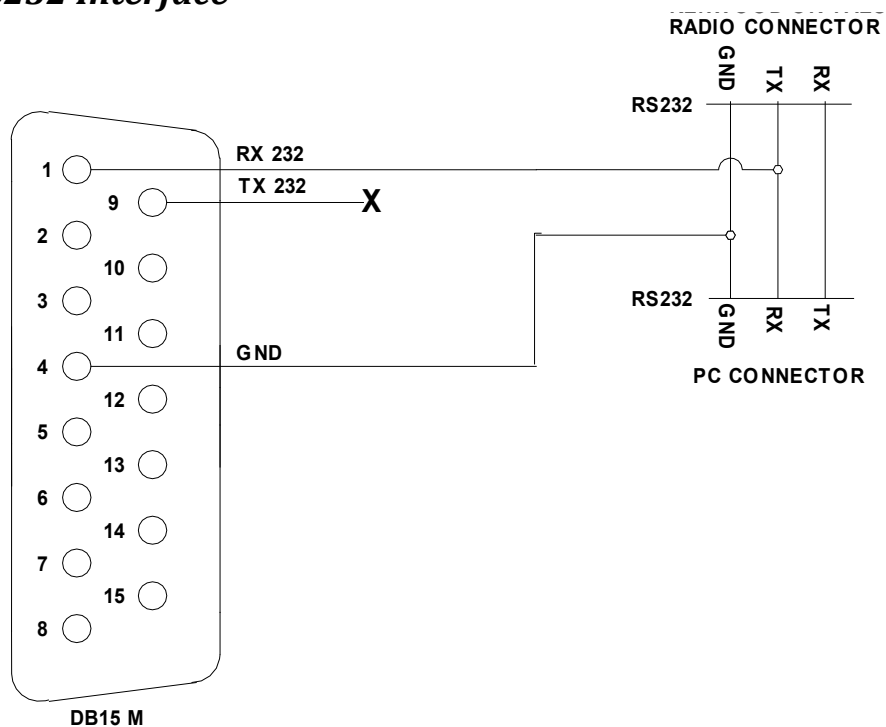 Interface
RADIO CONNECTOR
GND
TX
RX
RS232
1
RX 232
9
TX 232
X
2
10
3
RS232
11
GND
RX
TX
4
GND
PC CONNECTOR
12
5
13
6
14
7
15
8
DB15 M